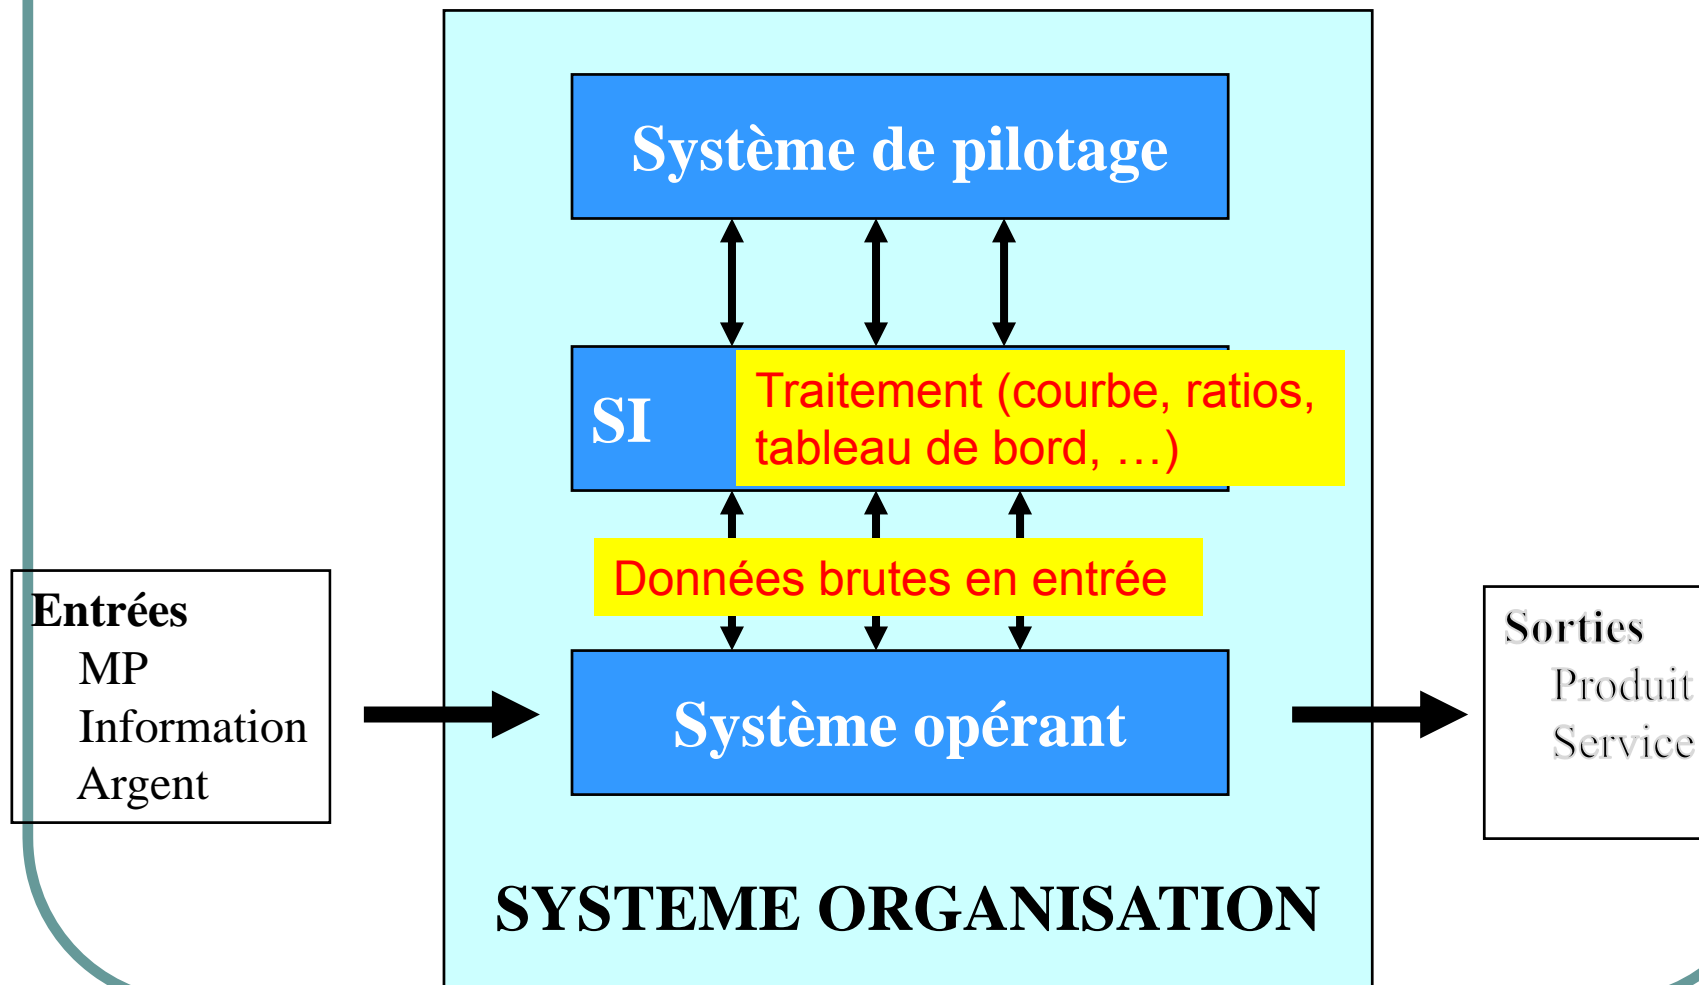 Système de pilotage
SI
Traitement (courbe, ratios,
tableau de bord, …)
Données brutes en entrée
Entrées
MP
Information
Argent
Système opérant
Sorties
Produit
Service
SYSTEME ORGANISATION